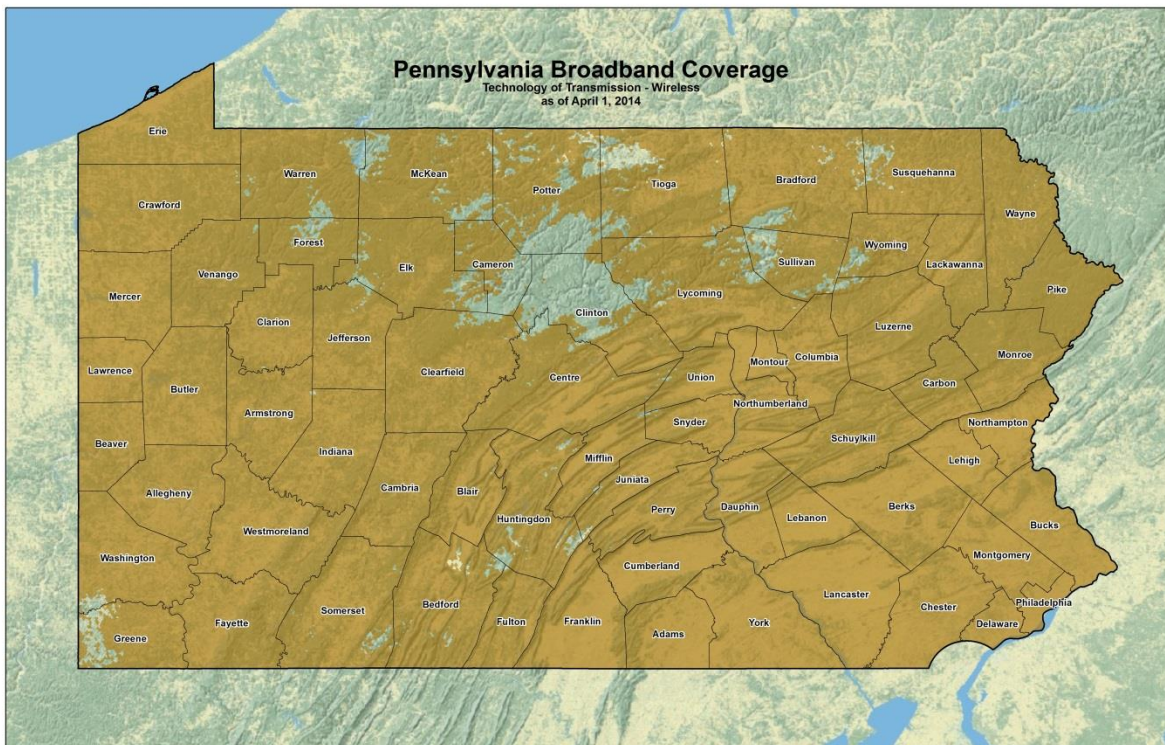 Pennsylvania Broadband Coverage
Technology of Transmission - Wireless
as of April 1, 2014
Erie
Warren
McKean
Potter
Tioga
Bradford
Susquehanna
Crawford
Wayne
Forest
Elk
Cameron
Sullivan
Wyoming
Lackawanna
Venango
Mercer
Clarion
Clinton
Lycoming
Pike
Jefferson
Luzerne
Lawrence
Butler
Clearfield
Centre
Union
Montour
Columbia
Monroe
Carbon
Armstrong
Northumberland
Northampton
Beaver
Snyder
Schuylkill
Indiana
Mifflin
Lehigh
Allegheny
Cambria
Blair
Juniata
Huntingdon
Perry
Dauphin
Lebanon
Berks
Bucks
Westmoreland
Washington
Cumberland
Montgomery
Lancaster
Philadelphia
Greene
Fayette
Somerset
Bedford
Fulton
Franklin
Adams
York
Chester
Delaware